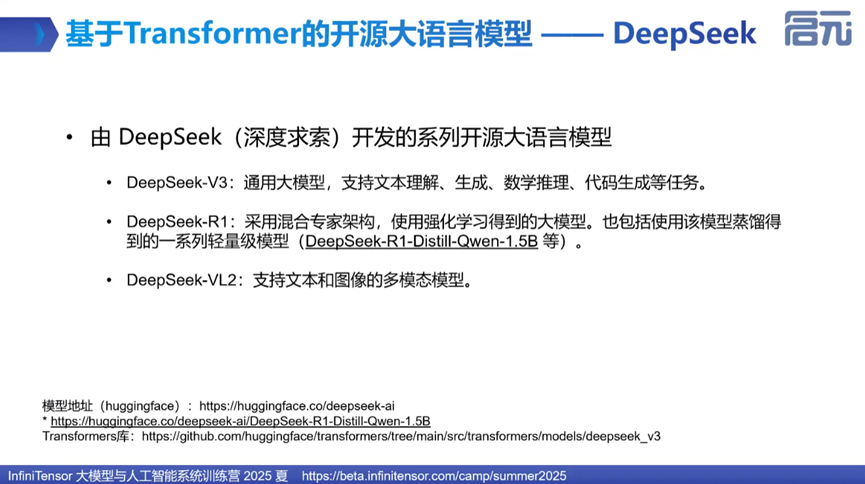 基于Transformer的开源大语言模型 —— DeepSeek
启元
• 由 DeepSeek（深度求索）开发的系列开源大语言模型
• DeepSeek-V3：通用大模型，支持文本理解、生成、数学推理、代码生成等任务。
• DeepSeek-R1：采用混合专家架构，使用强化学习得到的大模型。也包括使用该模型蒸馏得
到的一系列轻量级模型（DeepSeek-R1-Distill-Qwen-1.5B 等）。
• DeepSeek-VL2：支持文本和图像的多模态模型。
模型地址（huggingface）：https://huggingface.co/deepseek-ai
* https://huggingface.co/deepseek-ai/DeepSeek-R1-Distill-Qwen-1.5B
Transformers库：https://github.com/huggingface/transformers/tree/main/src/transformers/models/deepseek_v3
InfiniTensor 大模型与人工智能系统训练营 2025 夏 https://beta.infinitensor.com/camp/summer2025